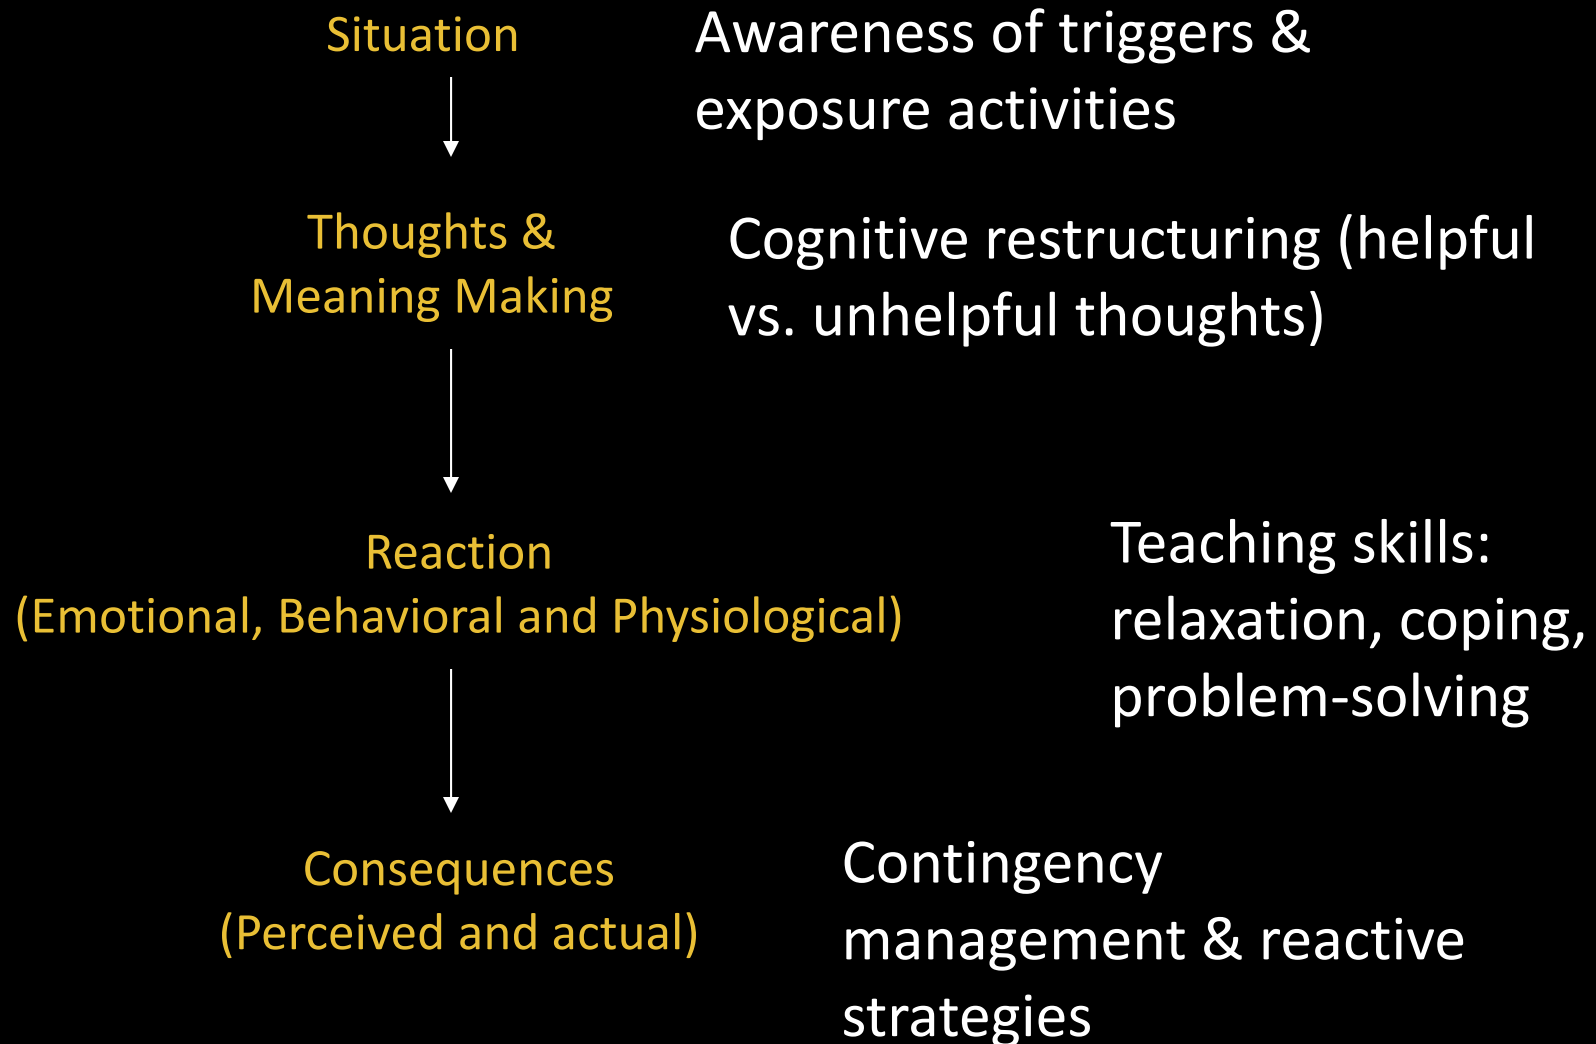 Situation
Awareness of triggers &
exposure activities
Thoughts &
Meaning Making
Cognitive restructuring (helpful
vs. unhelpful thoughts)
Reaction
(Emotional, Behavioral and Physiological)
Teaching skills:
relaxation, coping,
problem-solving
Consequences
(Perceived and actual)
Contingency
management & reactive
strategies